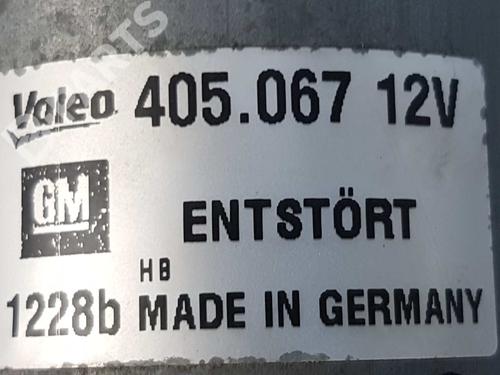 Valeo 405.067 12V
GM
ENTSTÖRT
HB
1228b MADE IN GERMANY